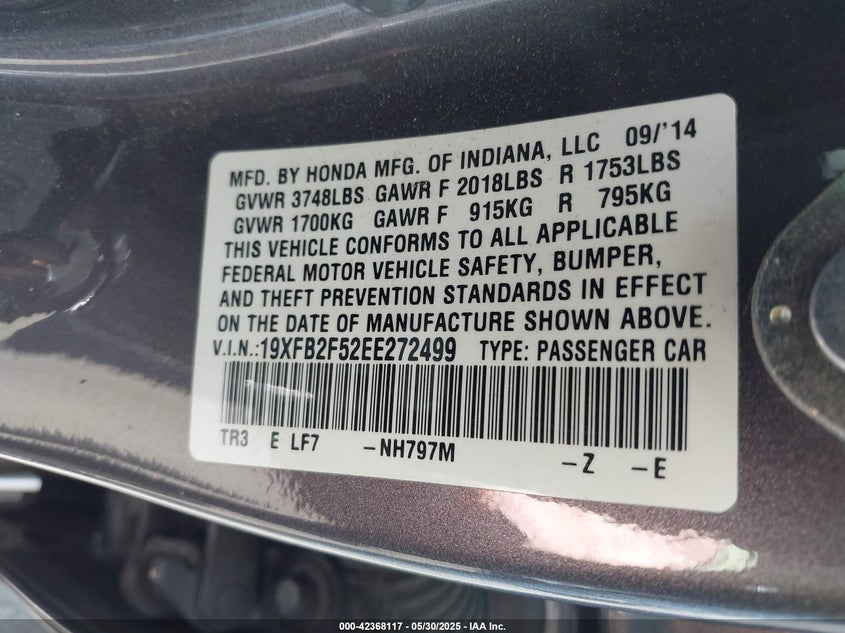 MFD. BY HONDA MFG. OF INDIANA, LLC 09/'14
GVWR 3748LBS GAWR F 2018LBS R 1753LBS
GVWR 1700KG GAWR F 915KG R 795KG
THIS VEHICLE CONFORMS TO ALL APPLICABLE
FEDERAL MOTOR VEHICLE SAFETY, BUMPER,
AND THEFT PREVENTION STANDARDS IN EFFECT
ON THE DATE OF MANUFACTURE SHOWN ABOVE.
V.I.N.:19XFB2F52EE272499 TYPE: PASSENGER CAR
TR3 E LF7 –NH797M –Z –E
000-42368117 - 05/30/2025 - IAA Inc.